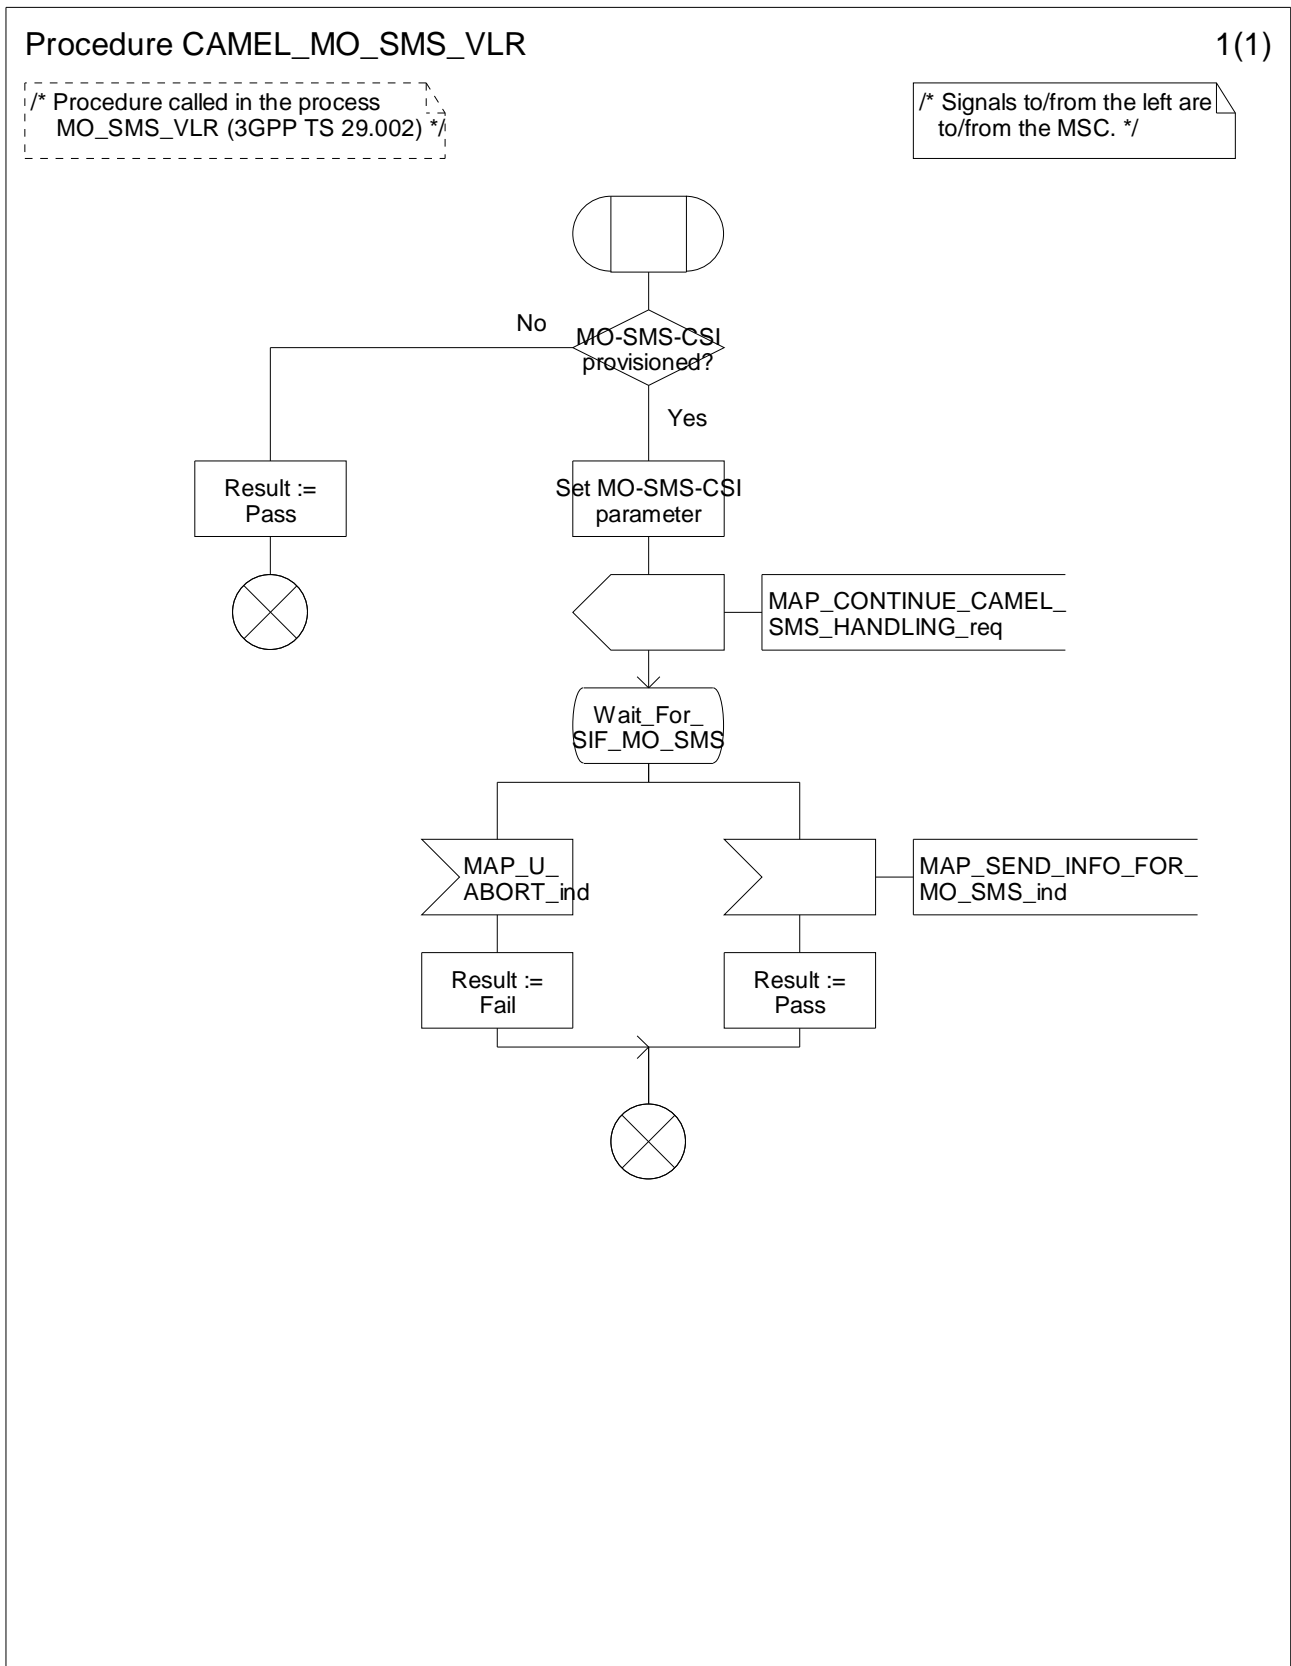 Procedure CAMEL_MO_SMS_VLR
1(1)
/* Procedure called in the process
MO_SMS_VLR (3GPP TS 29.002) */
/* Signals to/from the left are
to/from the MSC. */
No
MO-SMS-CSI
provisioned?
Yes
Result :=
Pass
Set MO-SMS-CSI
parameter
MAP_CONTINUE_CAMEL_
SMS_HANDLING_req
Wait_For_
SIF_MO_SMS
MAP_U_
ABORT_ind
MAP_SEND_INFO_FOR_
MO_SMS_ind
Result :=
Fail
Result :=
Pass